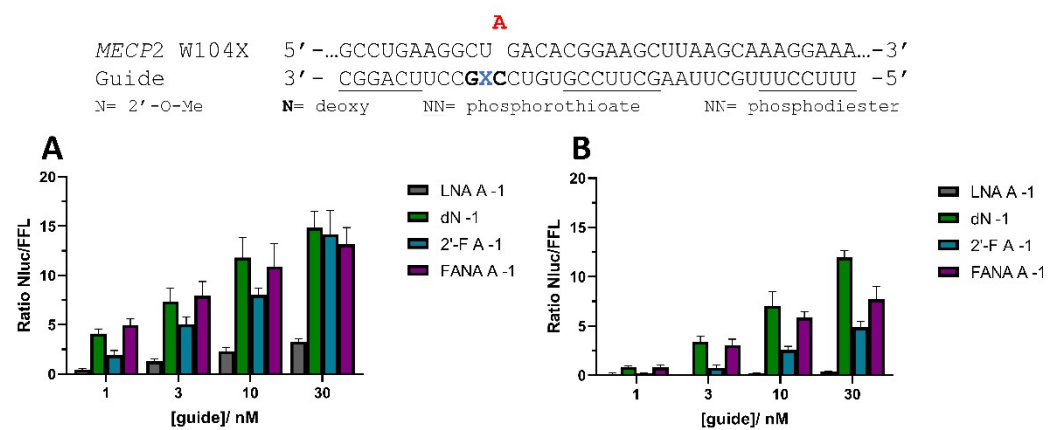 A
MECP2 W104X 5’ -…GCCUGAAGGCU GACACGGAAGCUUAAGCAAAGGAAA…-3’
Guide 3’ - CGGACUUCCGXCCUGUGCCUUCGAAUUCGUUUCCUUU -5’
N= 2’-O-Me N= deoxy NN= phosphorothioate NN= phosphodiester
A
Ratio Nluc/FFL
20
15
10
5
0
1 3 10 30
[guide]/ nM
LNA A -1
dN -1
2'-F A -1
FANA A -1
B
Ratio Nluc/FFL
20
15
10
5
0
1 3 10 30
[guide]/ nM
LNA A -1
dN -1
2'-F A -1
FANA A -1